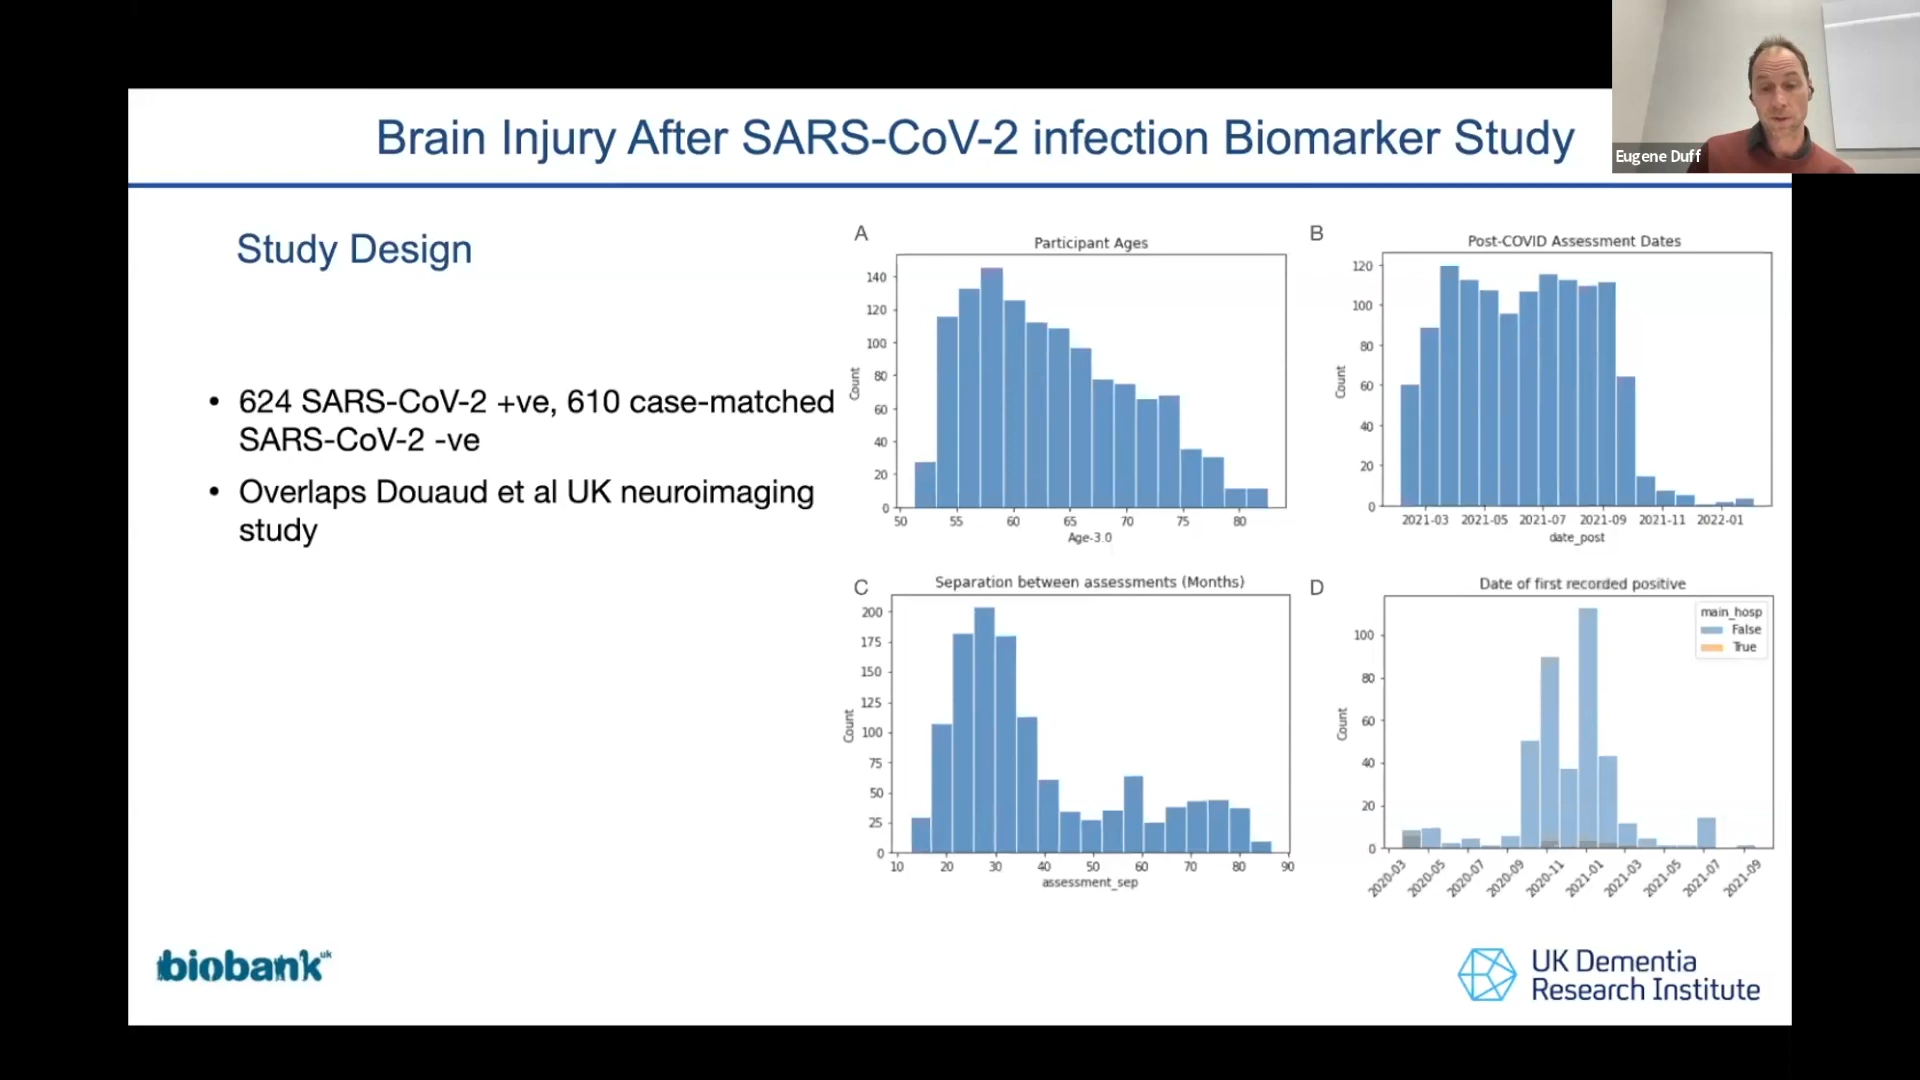 Brain Injury After SARS-CoV-2 infection Biomarker Study
Eugene Duff
Study Design
• 624 SARS-CoV-2 +ve, 610 case-matched
SARS-CoV-2 -ve
• Overlaps Douaud et al UK neuroimaging
study
A
Participant Ages
140
120
100
80
60
40
20
0
Count
50 55 60 65 70 75 80
Age-3.0
B
Post-COVID Assessment Dates
120
100
80
60
40
20
0
Count
2021-03 2021-05 2021-07 2021-09 2021-11 2022-01
date_post
C
Separation between assessments (Months)
200
175
150
125
100
75
50
25
0
Count
10 20 30 40 50 60 70 80 90
assessment_sep
D
Date of first recorded positive
main_hosp
False
True
100
80
60
40
20
0
Count
2020-03 2020-05 2020-07 2020-09 2020-11 2021-01 2021-03 2021-05 2021-07 2021-09
biobank uk
UK Dementia
Research Institute